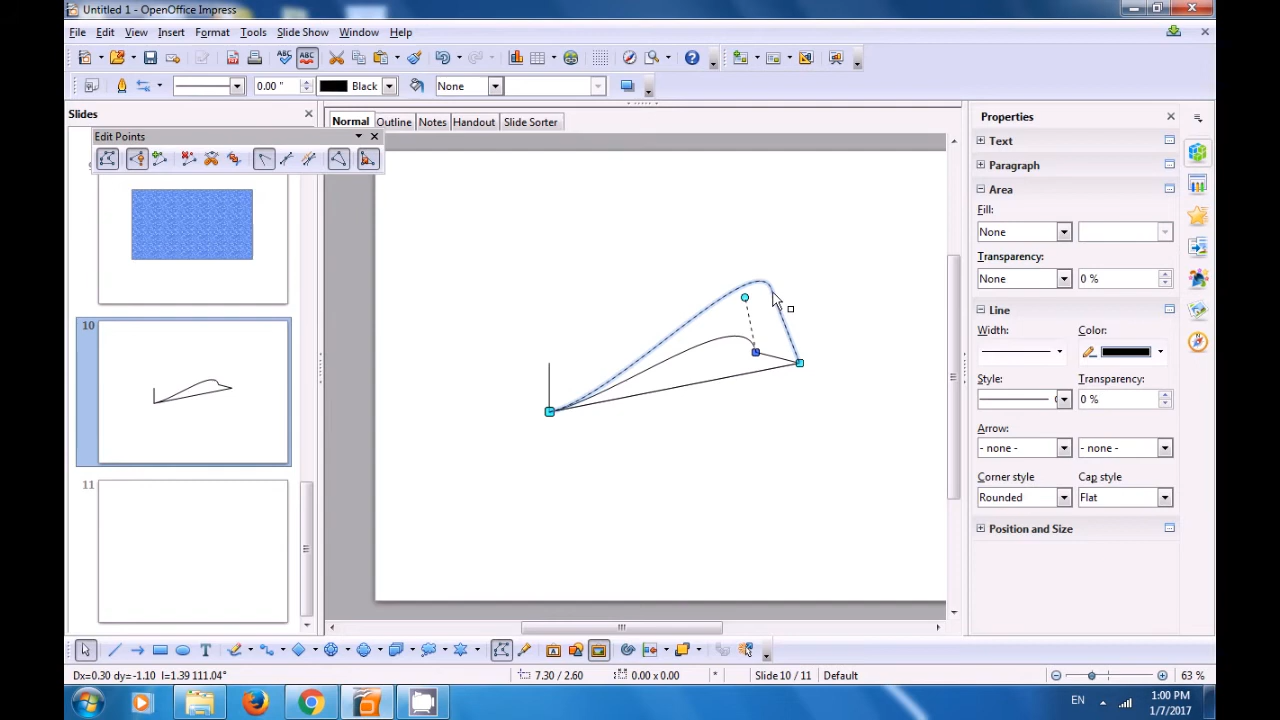 Untitled 1 - OpenOffice Impress
File Edit View Insert Format Tools Slide Show Window Help
ABC ABC
0.00 " Black None
Slides
Normal Outline Notes Handout Slide Sorter
Edit Points
10
11
Properties
Text
Paragraph
Area
Fill:
None
Transparency:
None 0 %
Line
Width: Color:
Style: Transparency:
0 %
Arrow:
- none - - none -
Corner style Cap style
Rounded Flat
Position and Size
Dx=0.30 dy=-1.10 l=1.39 111.04° 7.30 / 2.60 0.00 x 0.00 * Slide 10 / 11 Default 63 %
EN
1:00 PM
1/7/2017